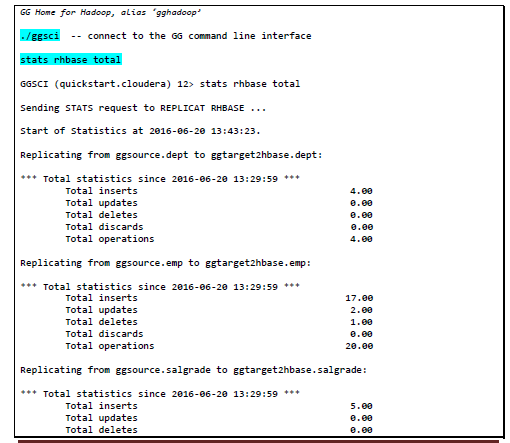 GG Home for Hadoop, alias 'gghadoop'
./ggsci -- connect to the GG command line interface
stats rhbase total
GGSCI (quickstart.cloudera) 12> stats rhbase total
Sending STATS request to REPLICAT RHBASE ...
Start of Statistics at 2016-06-20 13:43:23.
Replicating from ggsource.dept to ggtarget2hbase.dept:
*** Total statistics since 2016-06-20 13:29:59 ***
Total inserts 4.00
Total updates 0.00
Total deletes 0.00
Total discards 0.00
Total operations 4.00
Replicating from ggsource.emp to ggtarget2hbase.emp:
*** Total statistics since 2016-06-20 13:29:59 ***
Total inserts 17.00
Total updates 2.00
Total deletes 1.00
Total discards 0.00
Total operations 20.00
Replicating from ggsource.salgrade to ggtarget2hbase.salgrade:
*** Total statistics since 2016-06-20 13:29:59 ***
Total inserts 5.00
Total updates 0.00
Total deletes 0.00